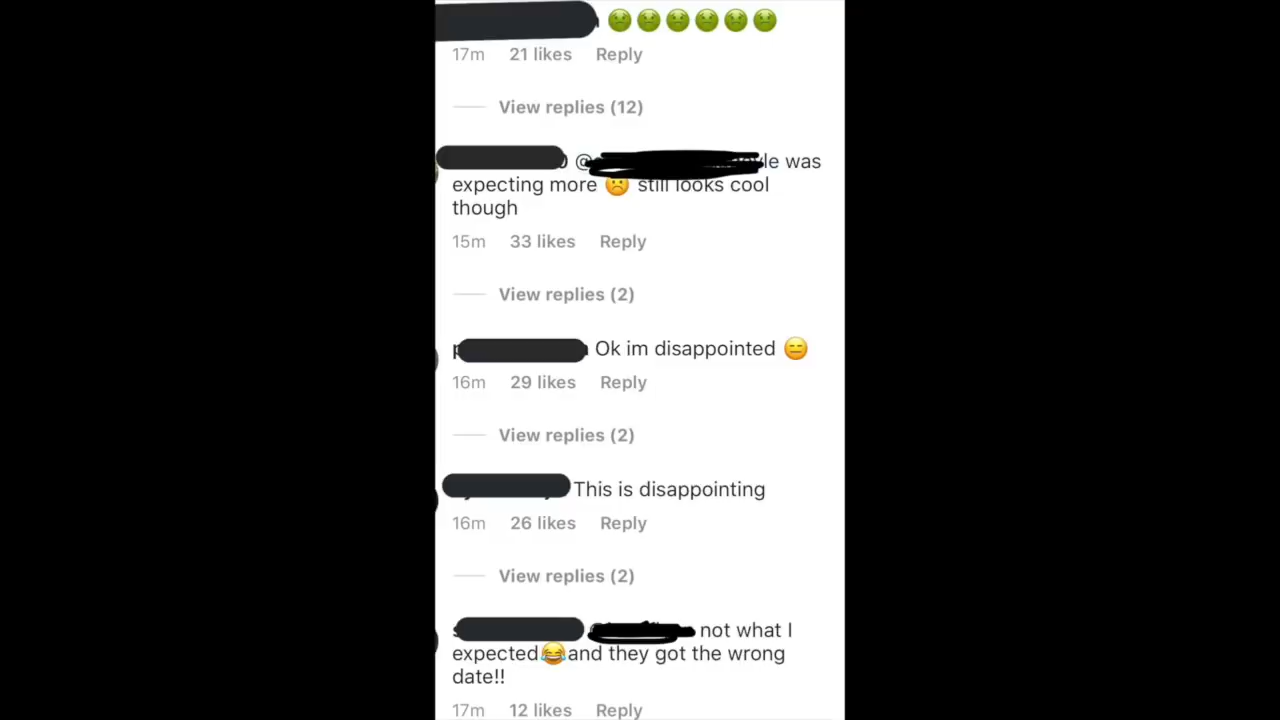 🤢🤢🤢🤢🤢🤢
17m 21 likes Reply
View replies (12)
@ was
expecting more ☹️ still looks cool
though
15m 33 likes Reply
View replies (2)
Ok im disappointed 😑
16m 29 likes Reply
View replies (2)
This is disappointing
16m 26 likes Reply
View replies (2)
not what I
expected😂and they got the wrong
date!!
17m 12 likes Reply